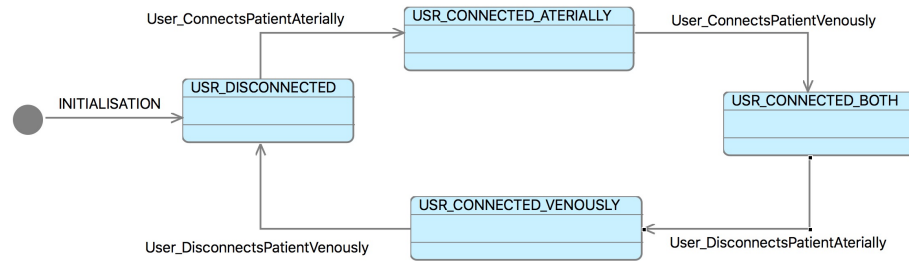 User_ConnectsPatientAterially
USR_CONNECTED_ATERIALLY
User_ConnectsPatientVenously
USR_DISCONNECTED
INITIALISATION
USR_CONNECTED_BOTH
USR_CONNECTED_VENOUSLY
User_DisconnectsPatientVenously
User_DisconnectsPatientAterially